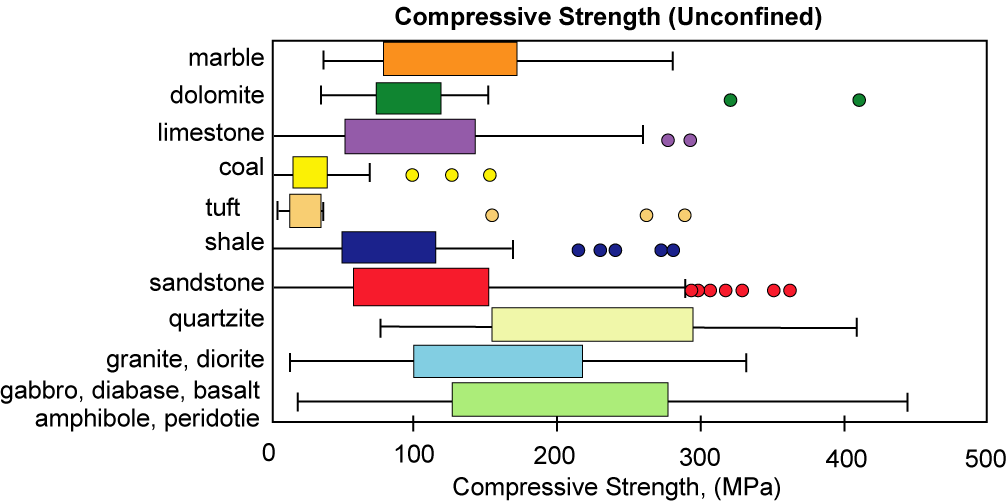 Compressive Strength (Unconfined)
marble
dolomite
limestone
coal
tuft
shale
sandstone
quartzite
granite, diorite
gabbro, diabase, basalt
amphibole, peridotie
0 100 200 300 400 500
Compressive Strength, (MPa)